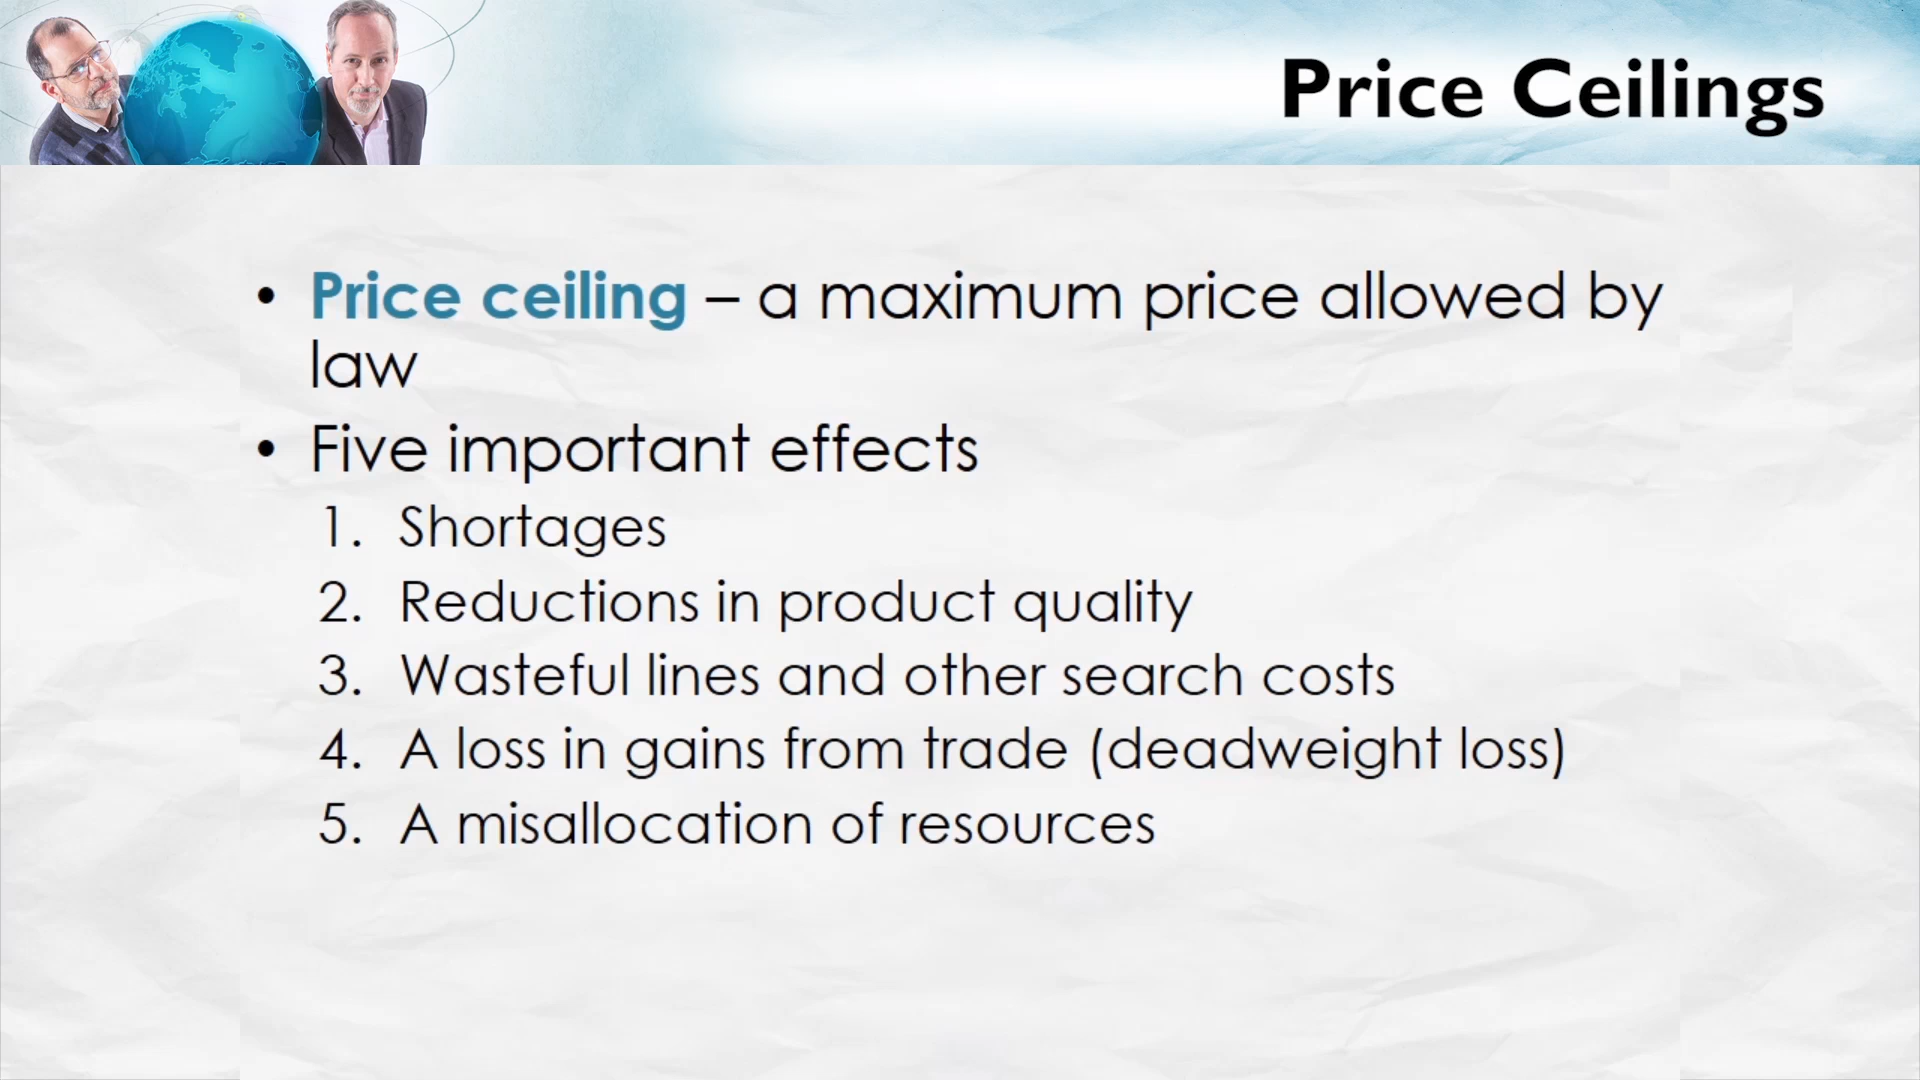 Price Ceilings
• Price ceiling – a maximum price allowed by
law
• Five important effects
1. Shortages
2. Reductions in product quality
3. Wasteful lines and other search costs
4. A loss in gains from trade (deadweight loss)
5. A misallocation of resources